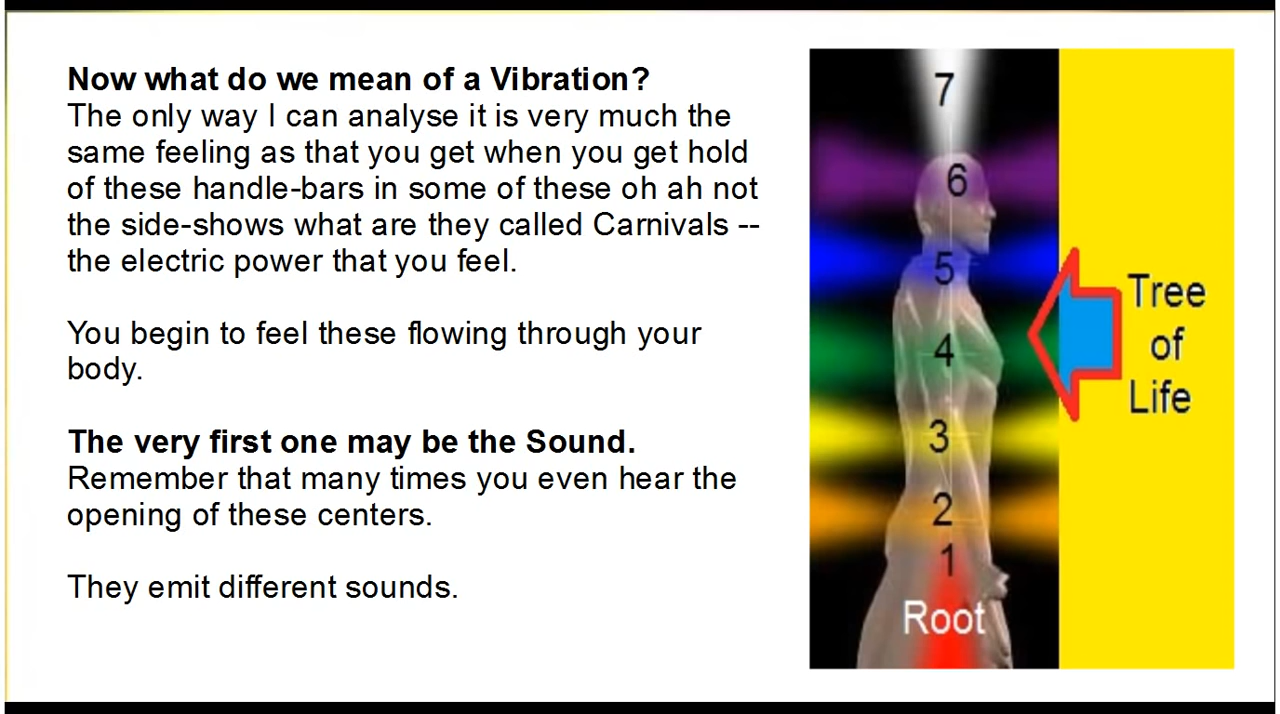 Now what do we mean of a Vibration?
The only way I can analyse it is very much the
same feeling as that you get when you get hold
of these handle-bars in some of these oh ah not
the side-shows what are they called Carnivals --
the electric power that you feel.
You begin to feel these flowing through your
body.
The very first one may be the Sound.
Remember that many times you even hear the
opening of these centers.
They emit different sounds.
7
6
5
4
3
2
1
Root
Tree
of
Life